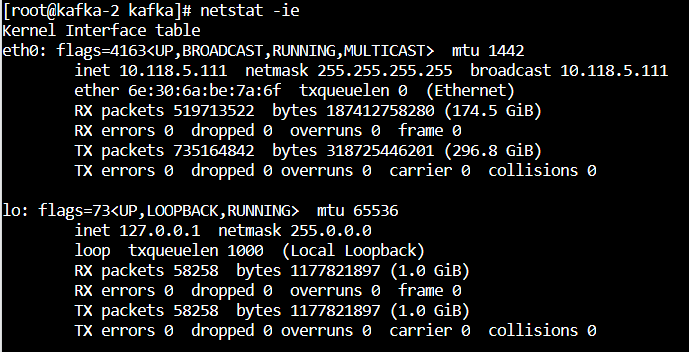 [root@kafka-2 kafka]# netstat -ie
Kernel Interface table
eth0: flags=4163<UP,BROADCAST,RUNNING,MULTICAST>  mtu 1442
        inet 10.118.5.111  netmask 255.255.255.255  broadcast 10.118.5.111
        ether 6e:30:6a:be:7a:6f  txqueuelen 0  (Ethernet)
        RX packets 519713522  bytes 187412758280 (174.5 GiB)
        RX errors 0  dropped 0  overruns 0  frame 0
        TX packets 735164842  bytes 318725446201 (296.8 GiB)
        TX errors 0  dropped 0 overruns 0  carrier 0  collisions 0

lo: flags=73<UP,LOOPBACK,RUNNING>  mtu 65536
        inet 127.0.0.1  netmask 255.0.0.0
        loop  txqueuelen 1000  (Local Loopback)
        RX packets 58258  bytes 1177821897 (1.0 GiB)
        RX errors 0  dropped 0  overruns 0  frame 0
        TX packets 58258  bytes 1177821897 (1.0 GiB)
        TX errors 0  dropped 0 overruns 0  carrier 0  collisions 0